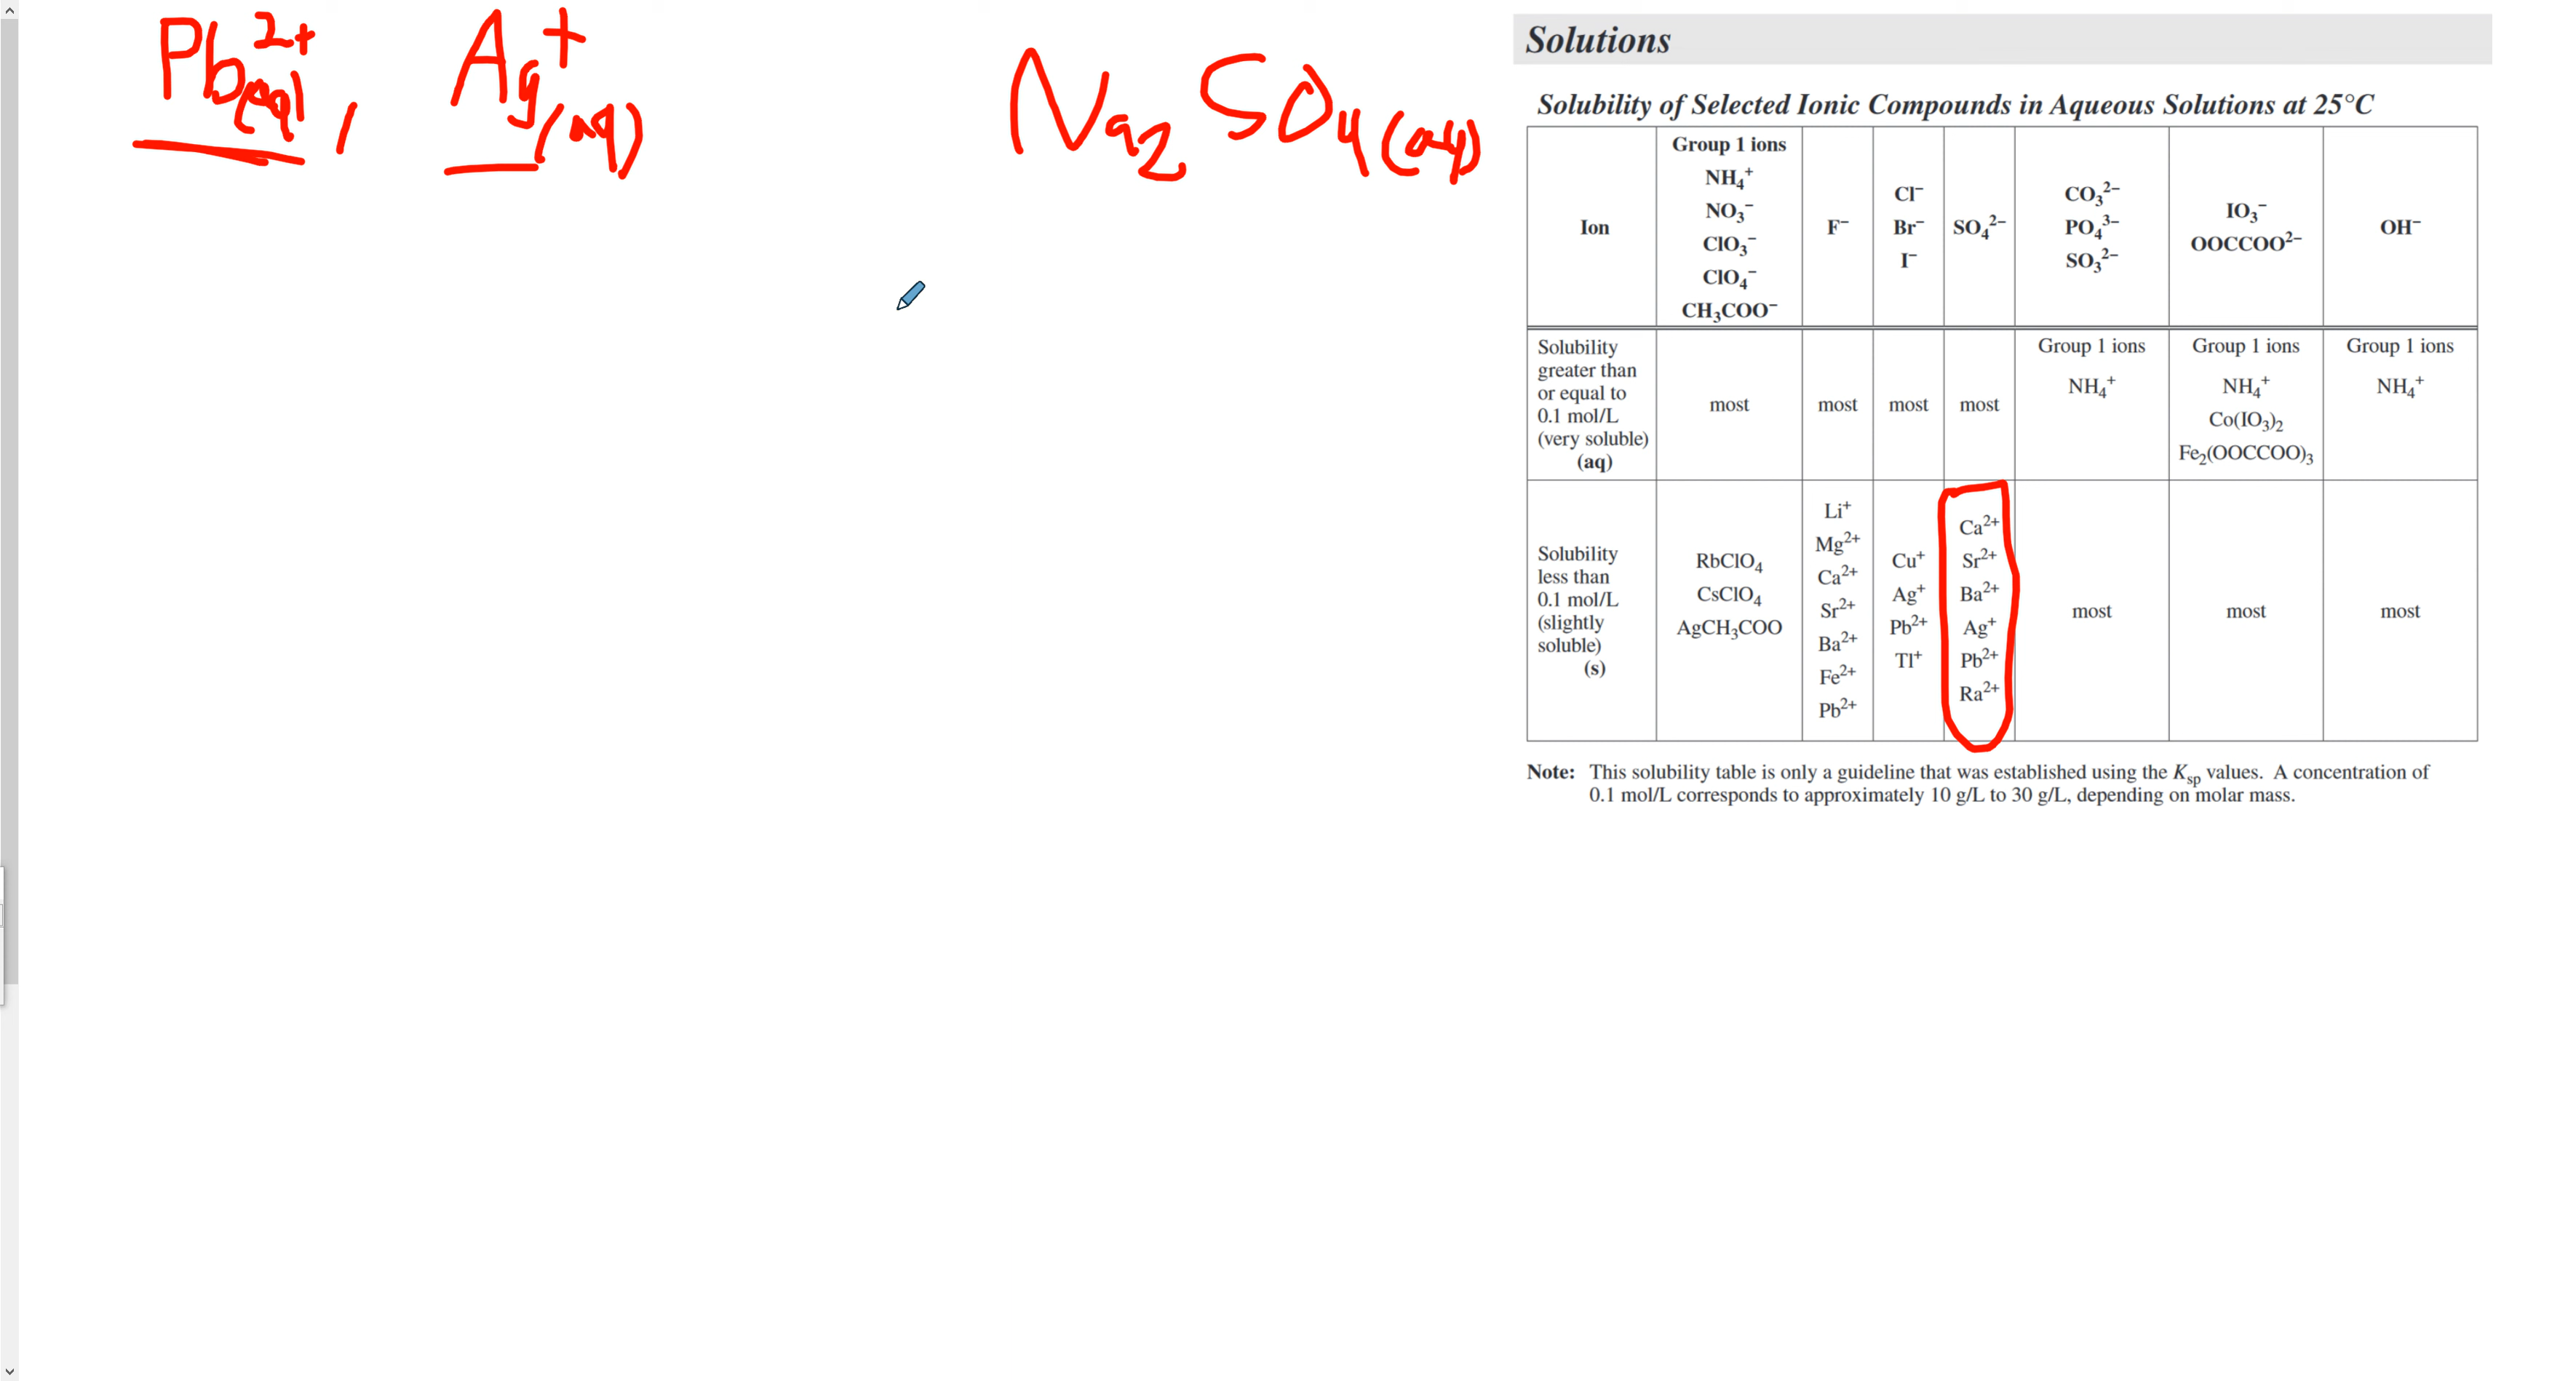 Pb²⁺(aq), Ag⁺(aq)
Na₂SO₄(aq)
Solutions
Solubility of Selected Ionic Compounds in Aqueous Solutions at 25°C
Ion
Group 1 ions
NH₄⁺
NO₃⁻
ClO₃⁻
ClO₄⁻
CH₃COO⁻
F⁻
Cl⁻
Br⁻
I⁻
SO₄²⁻
CO₃²⁻
PO₄³⁻
SO₃²⁻
IO₃⁻
OOCCOO²⁻
OH⁻
Solubility
greater than
or equal to
0.1 mol/L
(very soluble)
(aq)
most
most
most
most
Group 1 ions
NH₄⁺
Group 1 ions
NH₄⁺
Co(IO₃)₂
Fe₂(OOCCOO)₃
Group 1 ions
NH₄⁺
Solubility
less than
0.1 mol/L
(slightly
soluble)
(s)
RbClO₄
CsClO₄
AgCH₃COO
Li⁺
Mg²⁺
Ca²⁺
Sr²⁺
Ba²⁺
Fe²⁺
Pb²⁺
Cu⁺
Ag⁺
Pb²⁺
Tl⁺
Ca²⁺
Sr²⁺
Ba²⁺
Ag⁺
Pb²⁺
Ra²⁺
most
most
most
Note: This solubility table is only a guideline that was established using the Kₛₚ values. A concentration of
0.1 mol/L corresponds to approximately 10 g/L to 30 g/L, depending on molar mass.